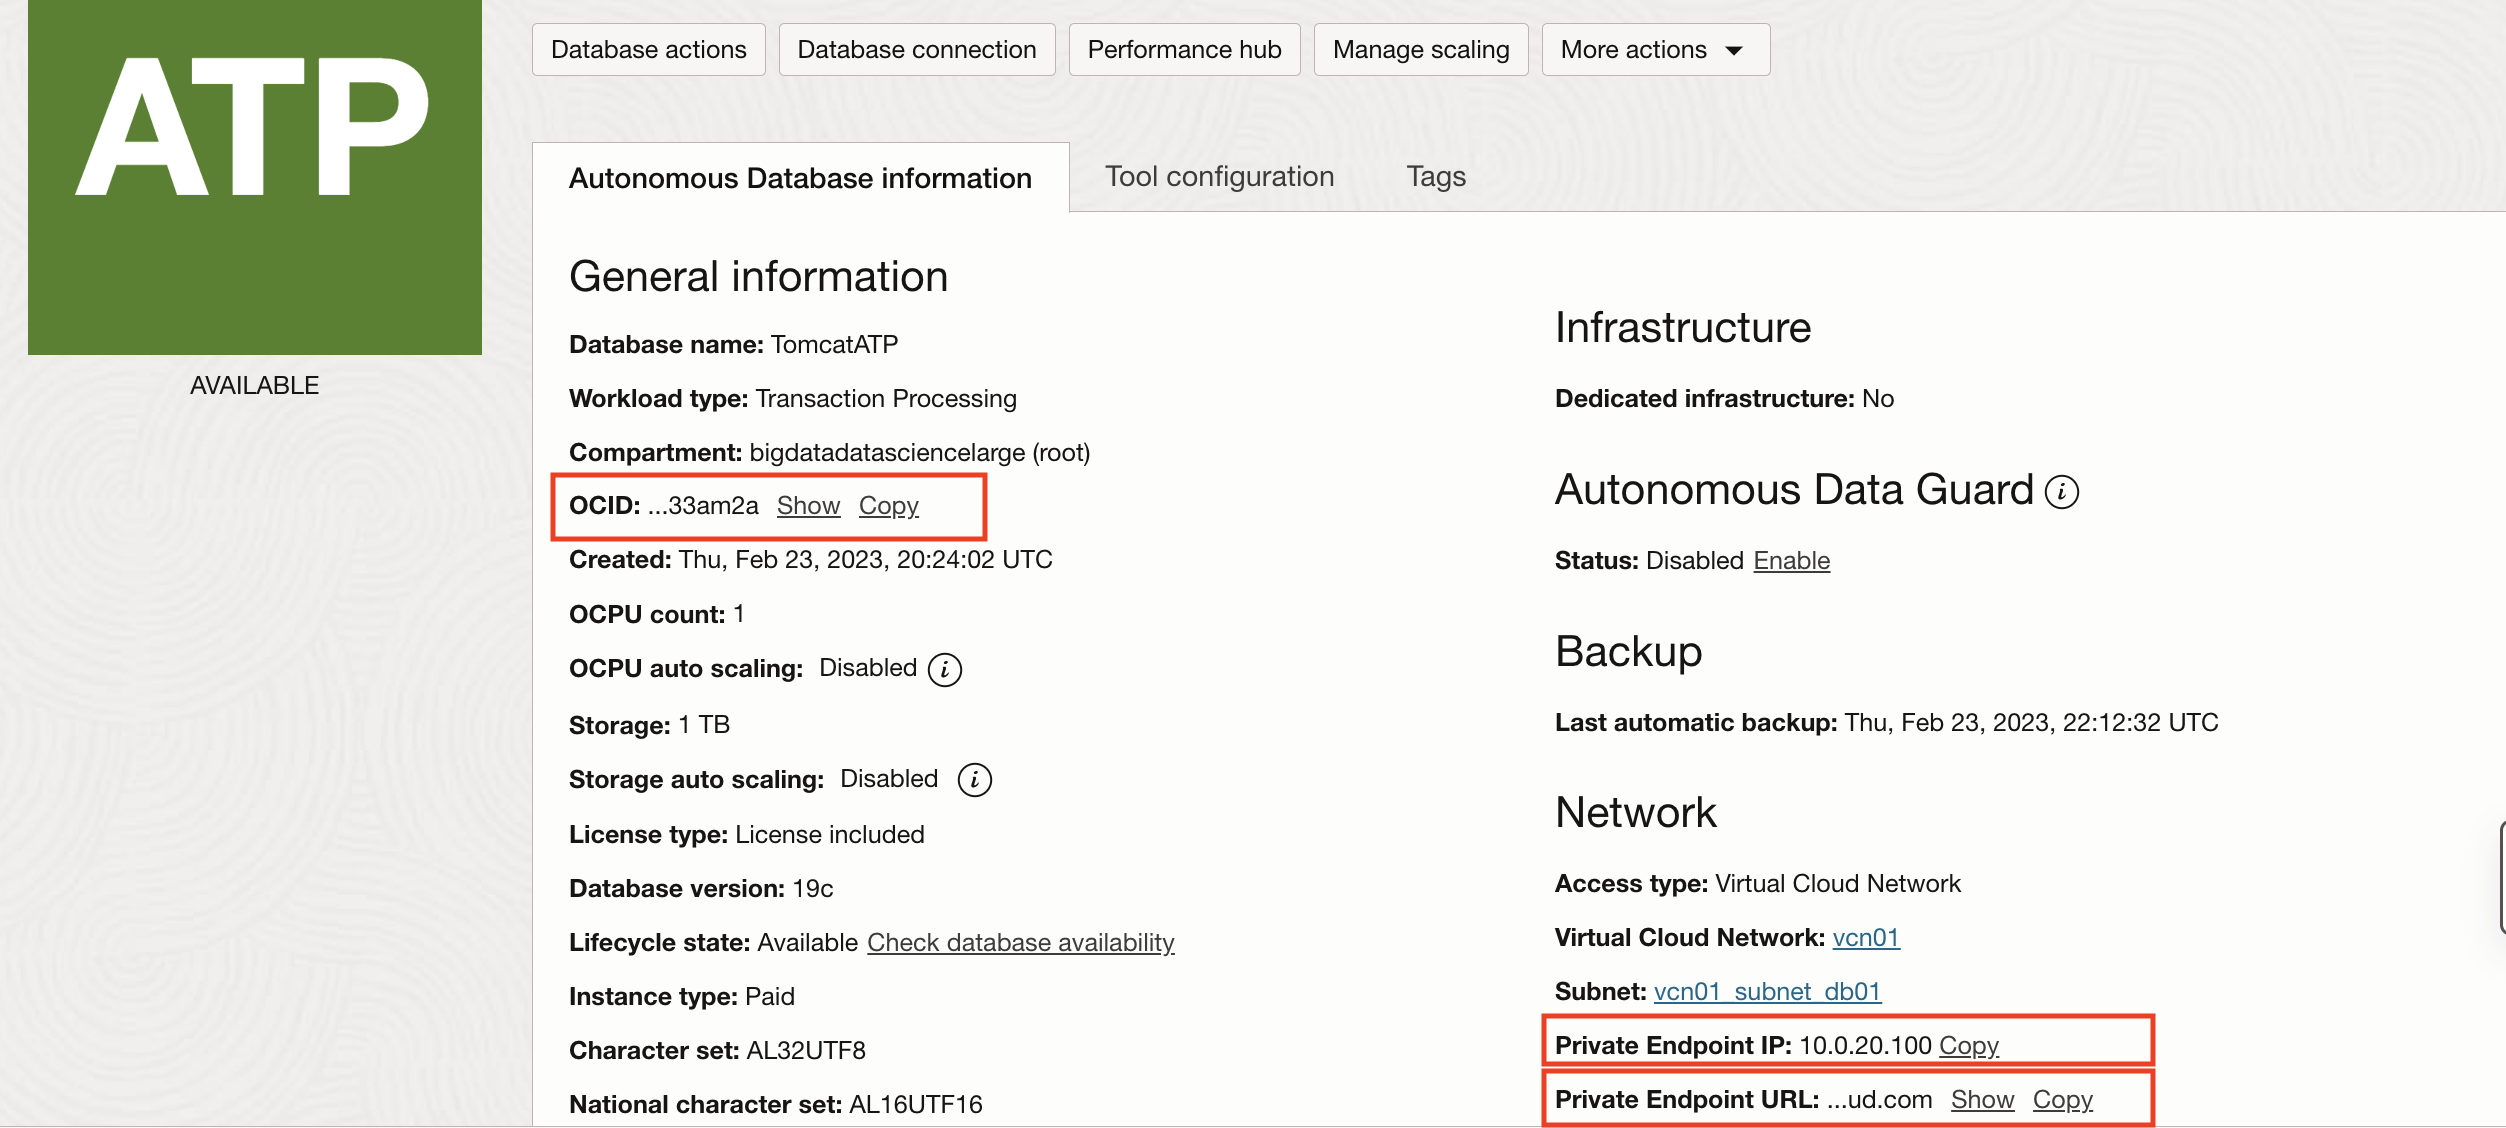 ATP
AVAILABLE
Database actions
Database connection
Performance hub
Manage scaling
More actions
Autonomous Database information
Tool configuration
Tags
General information
Database name: TomcatATP
Workload type: Transaction Processing
Compartment: bigdatadatasciencelarge (root)
OCID: ...33am2a Show Copy
Created: Thu, Feb 23, 2023, 20:24:02 UTC
OCPU count: 1
OCPU auto scaling: Disabled i
Storage: 1 TB
Storage auto scaling: Disabled i
License type: License included
Database version: 19c
Lifecycle state: Available Check database availability
Instance type: Paid
Character set: AL32UTF8
National character set: AL16UTF16
Infrastructure
Dedicated infrastructure: No
Autonomous Data Guard i
Status: Disabled Enable
Backup
Last automatic backup: Thu, Feb 23, 2023, 22:12:32 UTC
Network
Access type: Virtual Cloud Network
Virtual Cloud Network: vcn01
Subnet: vcn01_subnet_db01
Private Endpoint IP: 10.0.20.100 Copy
Private Endpoint URL: ...ud.com Show Copy